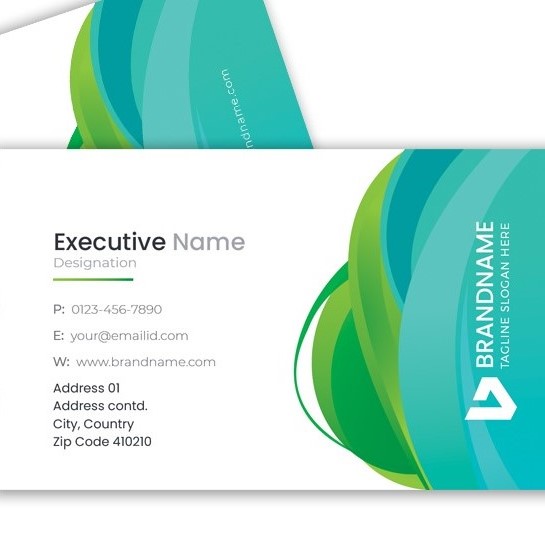 ndname.com
Executive Name
Designation
P: 0123-456-7890
E: your@emailid.com
W: www.brandname.com
Address 01
Address contd.
City, Country
Zip Code 410210
BRANDNAME
TAGLINE SLOGAN HERE